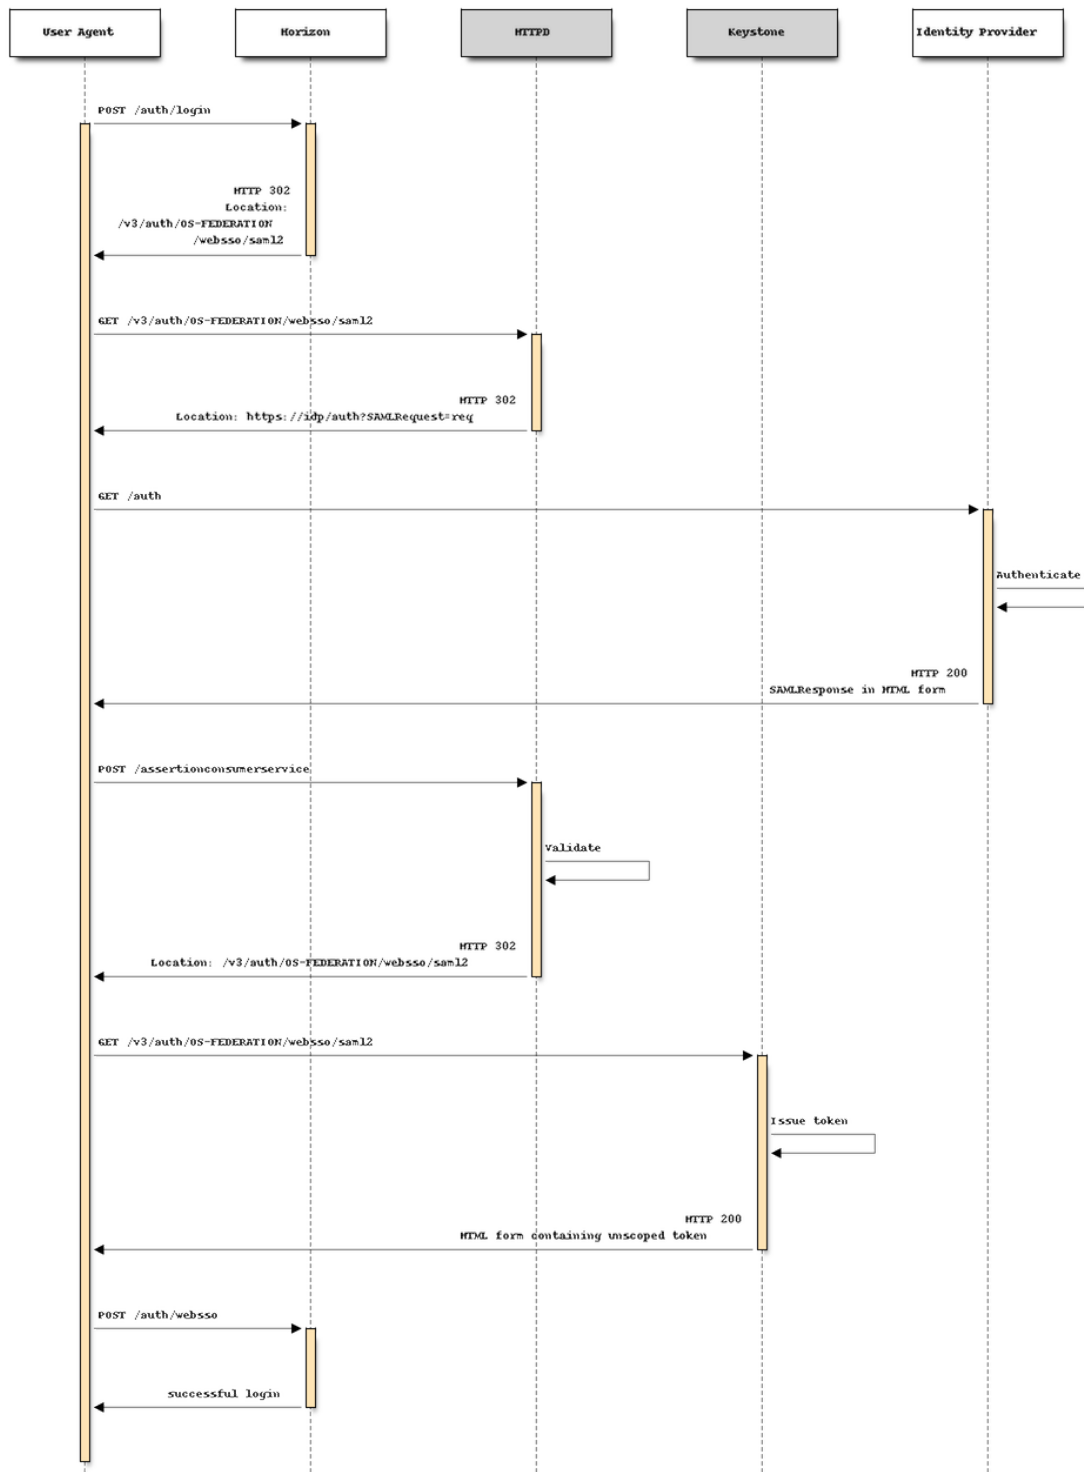 User Agent
Horizon
HTTPD
Keystone
Identity Provider
POST /auth/login
HTTP 302
Location:
/v3/auth/OS-FEDERATION
/websso/saml2
GET /v3/auth/OS-FEDERATION/websso/saml2
HTTP 302
Location: https://idp/auth?SAMLRequest=req
GET /auth
Authenticate
HTTP 200
SAMLResponse in HTML form
POST /assertionconsumerservice
Validate
HTTP 302
Location: /v3/auth/OS-FEDERATION/websso/saml2
GET /v3/auth/OS-FEDERATION/websso/saml2
Issue token
HTTP 200
HTML form containing unscoped token
POST /auth/websso
successful login